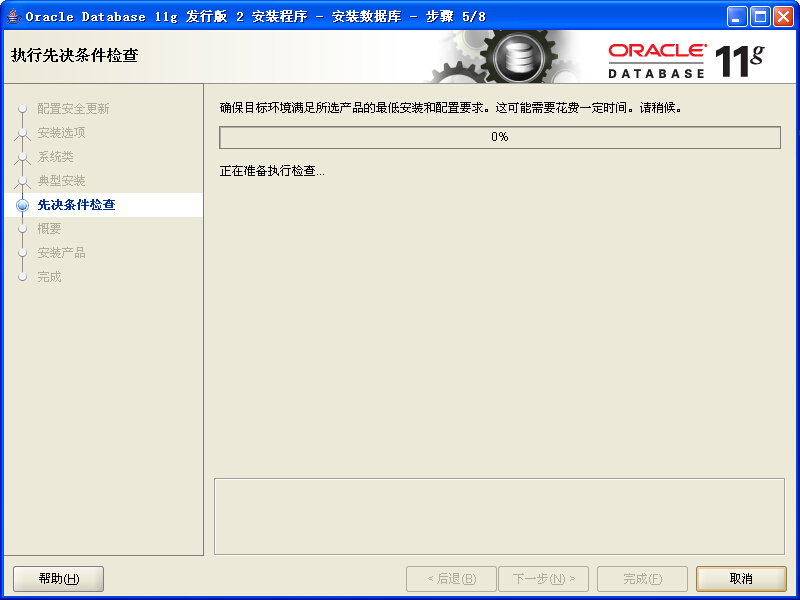 Oracle Database 11g 发行版 2 安装程序 - 安装数据库 - 步骤 5/8
执行先决条件检查
ORACLE
DATABASE
11g
配置安全更新
安装选项
系统类
典型安装
先决条件检查
概要
安装产品
完成
确保目标环境满足所选产品的最低安装和配置要求。这可能需要花费一定时间。请稍候。
0%
正在准备执行检查...
帮助(H)
< 后退(B)
下一步(N) >
完成(F)
取消